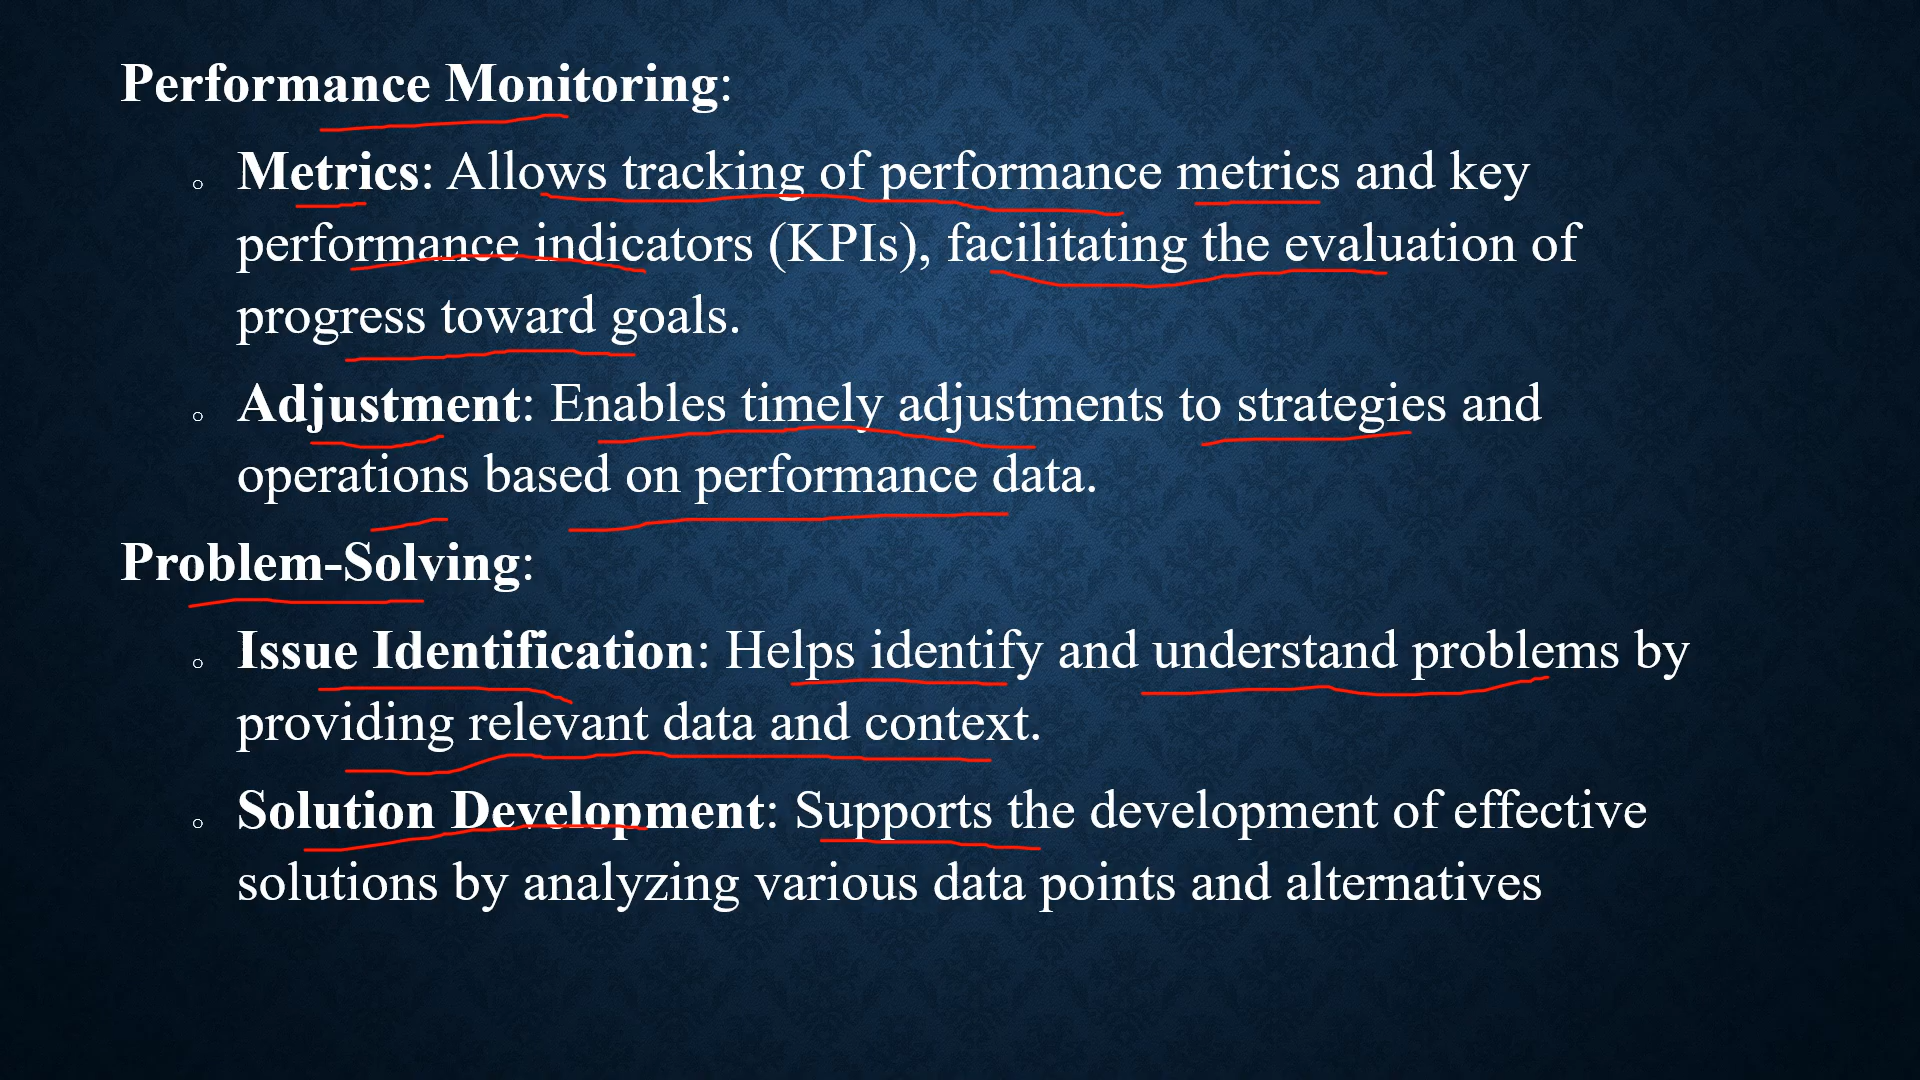 Performance Monitoring:
Metrics: Allows tracking of performance metrics and key
performance indicators (KPIs), facilitating the evaluation of
progress toward goals.
Adjustment: Enables timely adjustments to strategies and
operations based on performance data.
Problem-Solving:
Issue Identification: Helps identify and understand problems by
providing relevant data and context.
Solution Development: Supports the development of effective
solutions by analyzing various data points and alternatives